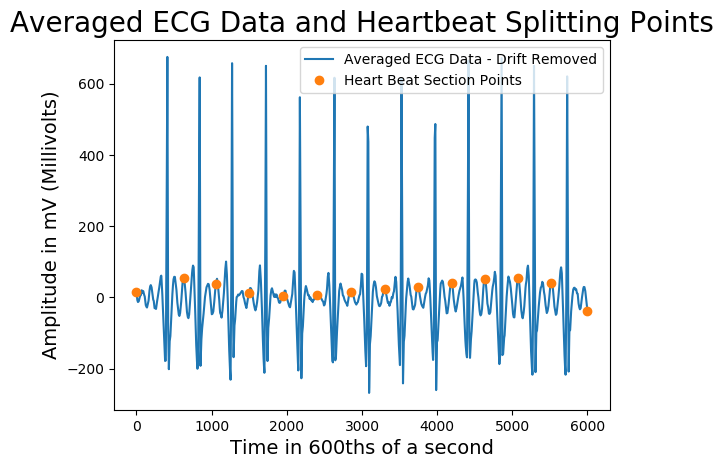 Averaged ECG Data and Heartbeat Splitting Points
Averaged ECG Data - Drift Removed
Heart Beat Section Points
Amplitude in mV (Millivolts)
600
400
200
0
−200
0 1000 2000 3000 4000 5000 6000
Time in 600ths of a second